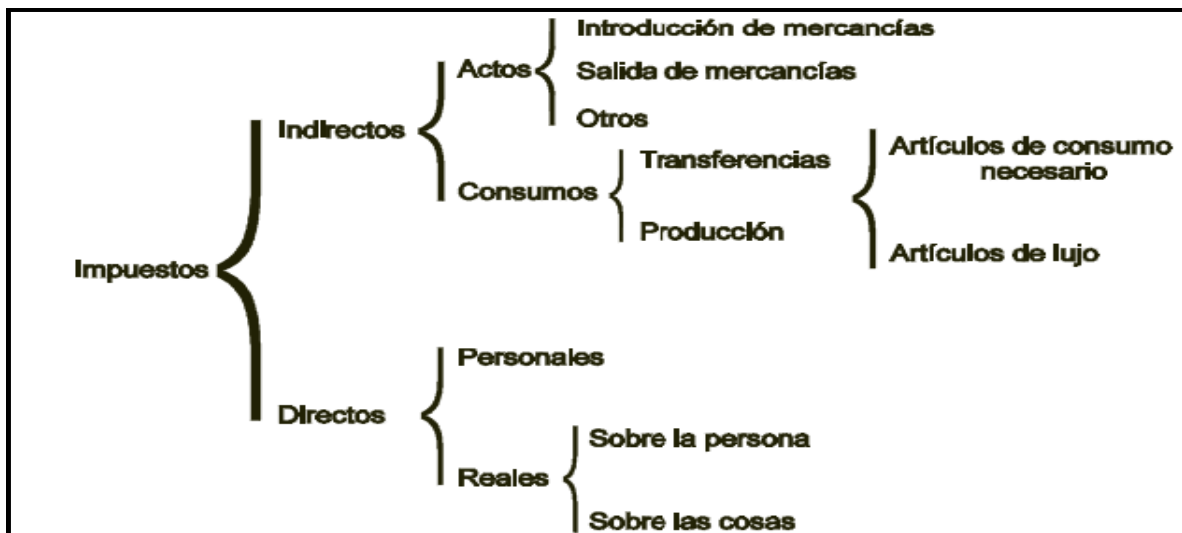 Impuestos
Indirectos
Actos
Introducción de mercancías
Salida de mercancías
Otros
Consumos
Transferencias
Producción
Artículos de consumo
necesario
Artículos de lujo
Directos
Personales
Reales
Sobre la persona
Sobre las cosas